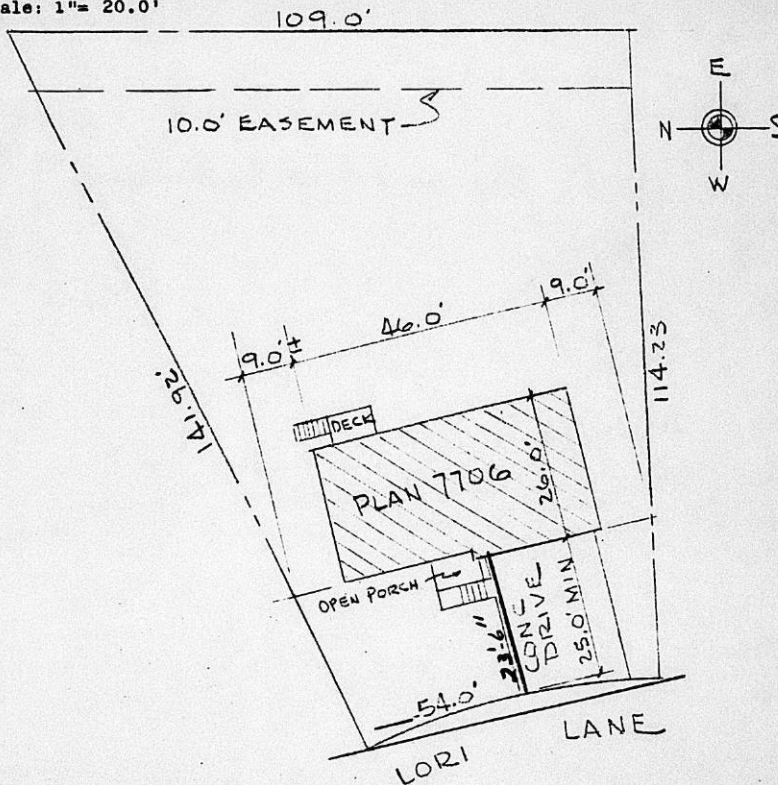 ale: 1"= 20.0'
109.0'
10.0' EASEMENT
E
N S
W
9.0'±
46.0'
9.0'
141.92'
114.23
DECK
PLAN 7706
26.0'
OPEN PORCH
23'6"
CONC DRIVE
25.0' MIN
54.0'
LORI LANE